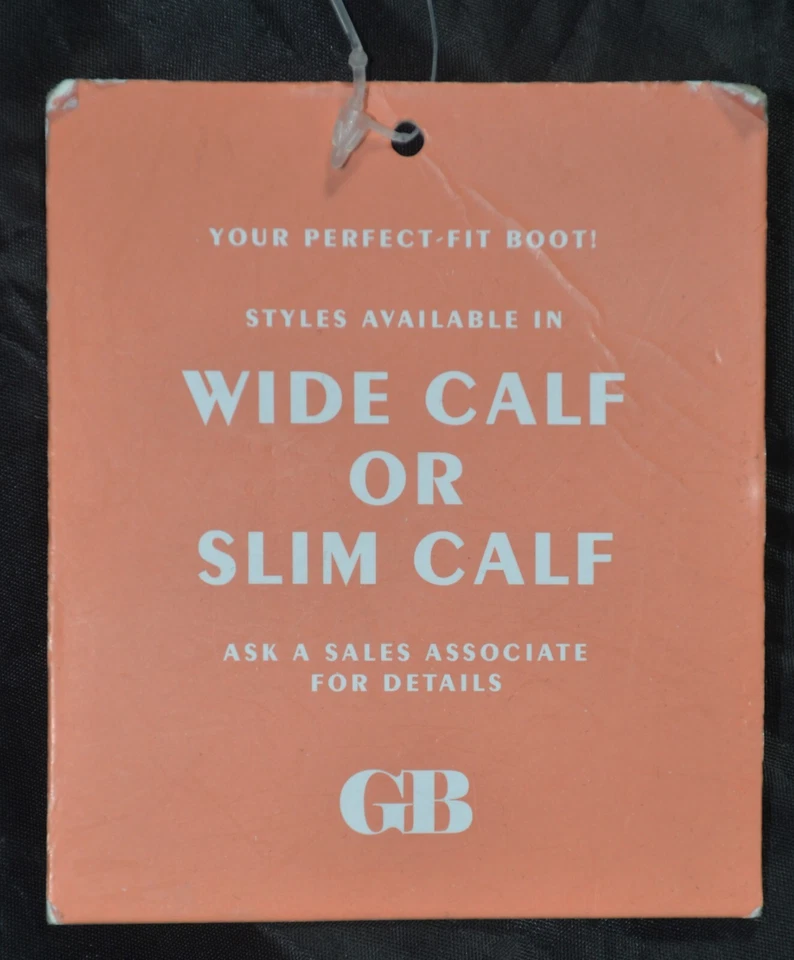 YOUR PERFECT-FIT BOOT!
STYLES AVAILABLE IN
WIDE CALF
OR
SLIM CALF
ASK A SALES ASSOCIATE
FOR DETAILS
GB